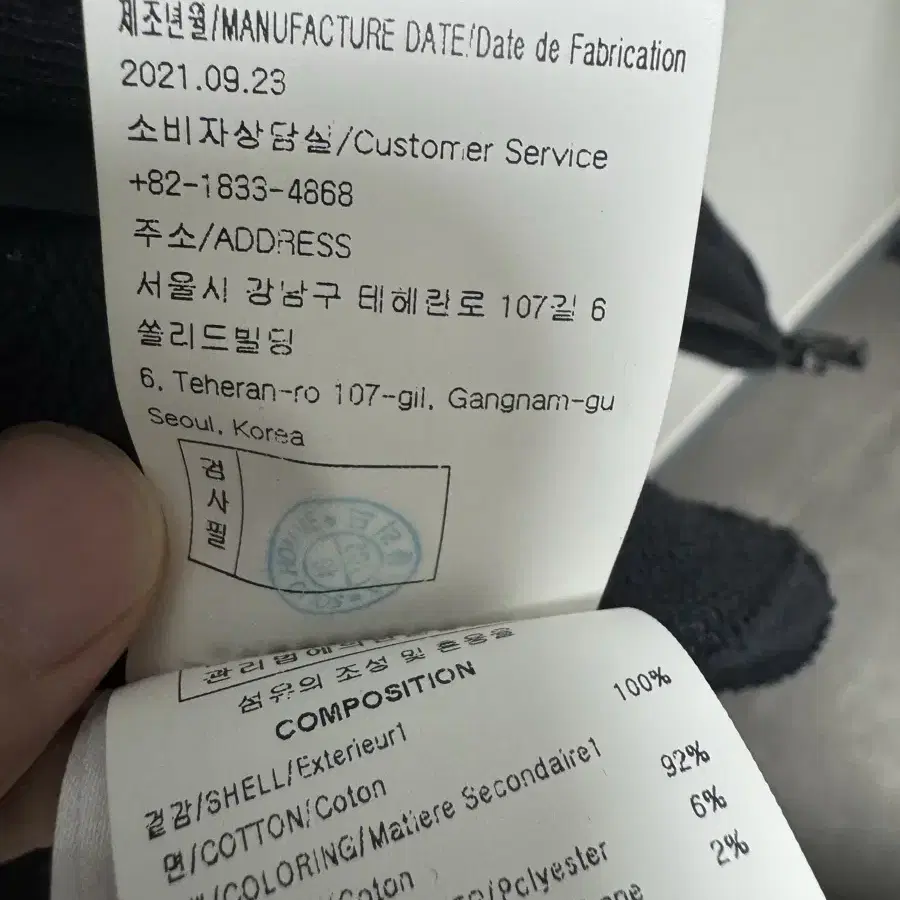 제조년월/MANUFACTURE DATE/Date de Fabrication
2021.09.23
소비자상담실/Customer Service
+82-1833-4868
주소/ADDRESS
서울시 강남구 테헤란로 107길 6
쏠리드빌딩
6, Teheran-ro 107-gil, Gangnam-gu
Seoul, Korea
검사필
섬유의 조성 및 혼용율
COMPOSITION
겉감/SHELL/Exterieur1
면/COTTON/Coton 100%
/COLORING/Matiere Secondaire1
/Coton 92%
/Polyester 6%
2%